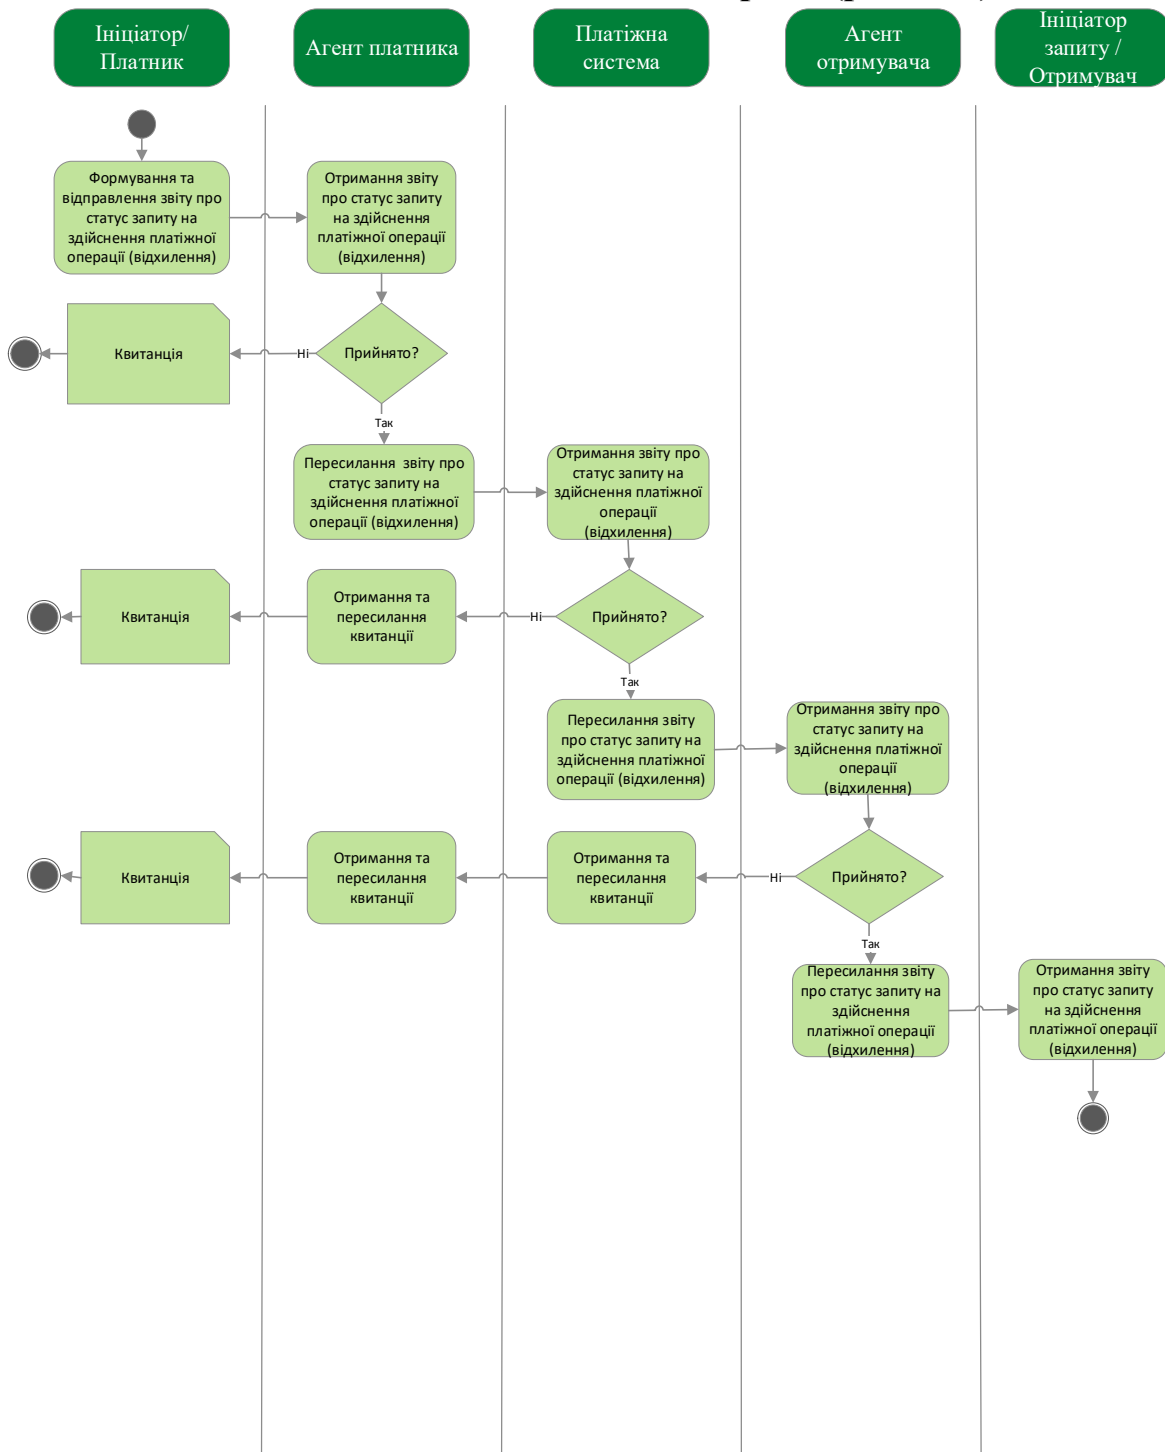 Ініціатор/
Платник
Агент платника
Платіжна
система
Агент
отримувача
Ініціатор
запиту /
Отримувач
Формування та
відправлення звіту про
статус запиту на
здійснення платіжної
операції (відхилення)
Отримання звіту
про статус запиту
на здійснення
платіжної операції
(відхилення)
Квитанція
Ні
Прийнято?
Так
Пересилання звіту про
статус запиту на
здійснення платіжної
операції (відхилення)
Отримання звіту про
статус запиту на
здійснення платіжної
операції
(відхилення)
Квитанція
Отримання та
пересилання
квитанції
Ні
Прийнято?
Так
Пересилання звіту
про статус запиту на
здійснення платіжної
операції (відхилення)
Отримання звіту про
статус запиту на
здійснення платіжної
операції
(відхилення)
Квитанція
Отримання та
пересилання
квитанції
Отримання та
пересилання
квитанції
Ні
Прийнято?
Так
Пересилання звіту
про статус запиту на
здійснення
платіжної операції
(відхилення)
Отримання звіту
про статус запиту
на здійснення
платіжної операції
(відхилення)